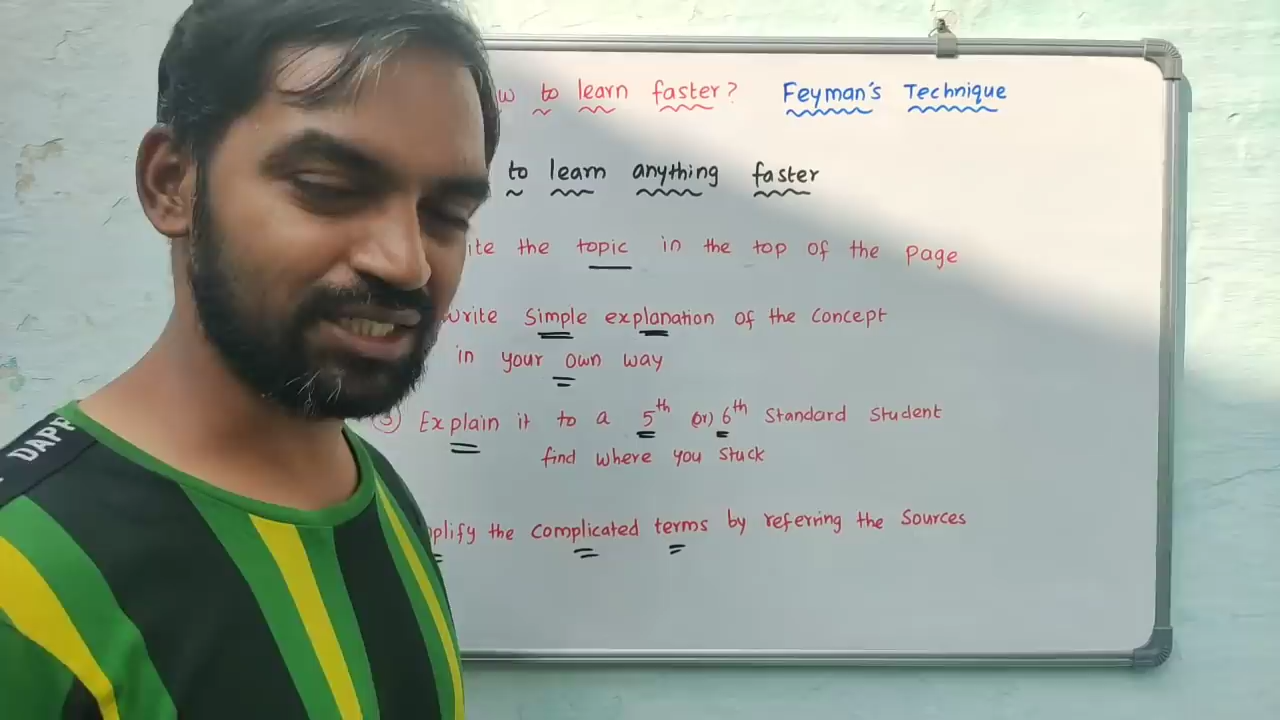 w to learn faster? Feyman's Technique
to learn anything faster
ite the topic in the top of the page
write simple explanation of the concept
in your own way
③ Explain it to a 5th (or) 6th standard student
find where you stuck
plify the complicated terms by referring the sources
DAPP